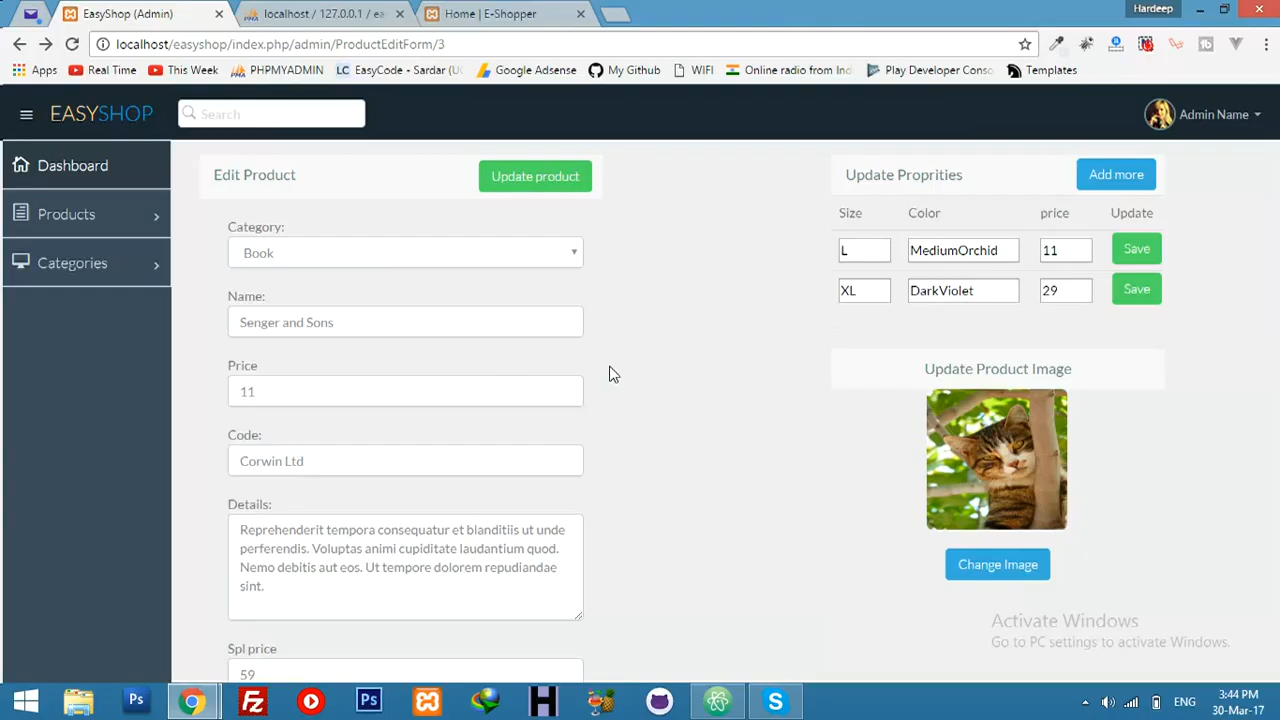 Hardeep
EasyShop (Admin)
localhost / 127.0.0.1 / ea
Home | E-Shopper
localhost/easyshop/index.php/admin/ProductEditForm/3
Apps
Real Time
This Week
PHPMYADMIN
LC EasyCode - Sardar (UC
Google Adsense
My Github
WIFI
Online radio from Indi
Play Developer Conso
Templates
EASYSHOP
Search
Admin Name
Dashboard
Products
Categories
Edit Product
Update product
Category:
Book
Name:
Senger and Sons
Price
11
Code:
Corwin Ltd
Details:
Reprehenderit tempora consequatur et blanditiis ut unde
perferendis. Voluptas animi cupiditate laudantium quod.
Nemo debitis aut eos. Ut tempore dolorem repudiandae
sint.
Spl price
59
Update Proprities
Add more
Size Color price Update
L MediumOrchid 11 Save
XL DarkViolet 29 Save
Update Product Image
Change Image
Activate Windows
Go to PC settings to activate Windows.
ENG
3:44 PM
30-Mar-17